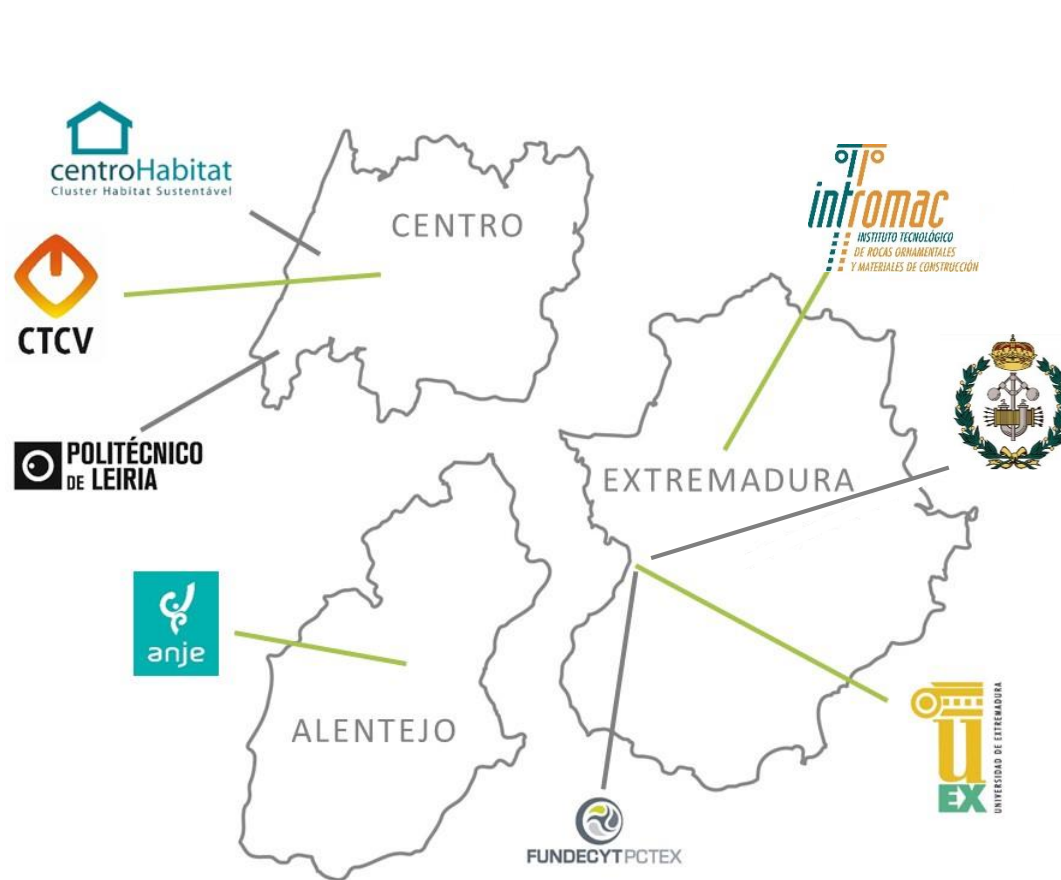 centroHabitat
Cluster Habitat Sustentável
CENTRO
intromac
INSTITUTO TECNOLÓGICO
DE ROCAS ORNAMENTALES
Y MATERIALES DE CONSTRUCCIÓN
CTCV
POLITÉCNICO
DE LEIRIA
EXTREMADURA
anje
ALENTEJO
uEX
UNIVERSIDAD DE EXTREMADURA
FUNDECYTPCTEX